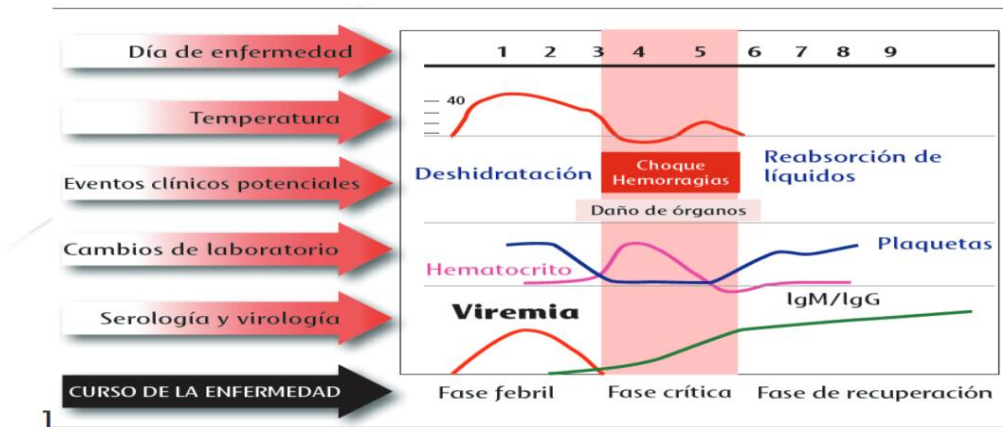 Día de enfermedad
1 2 3 4 5 6 7 8 9
Temperatura
40
Eventos clínicos potenciales
Deshidratación
Choque
Hemorragias
Reabsorción de
líquidos
Daño de órganos
Cambios de laboratorio
Hematocrito
Plaquetas
Serología y virología
Viremia
IgM/IgG
CURSO DE LA ENFERMEDAD
Fase febril
Fase crítica
Fase de recuperación